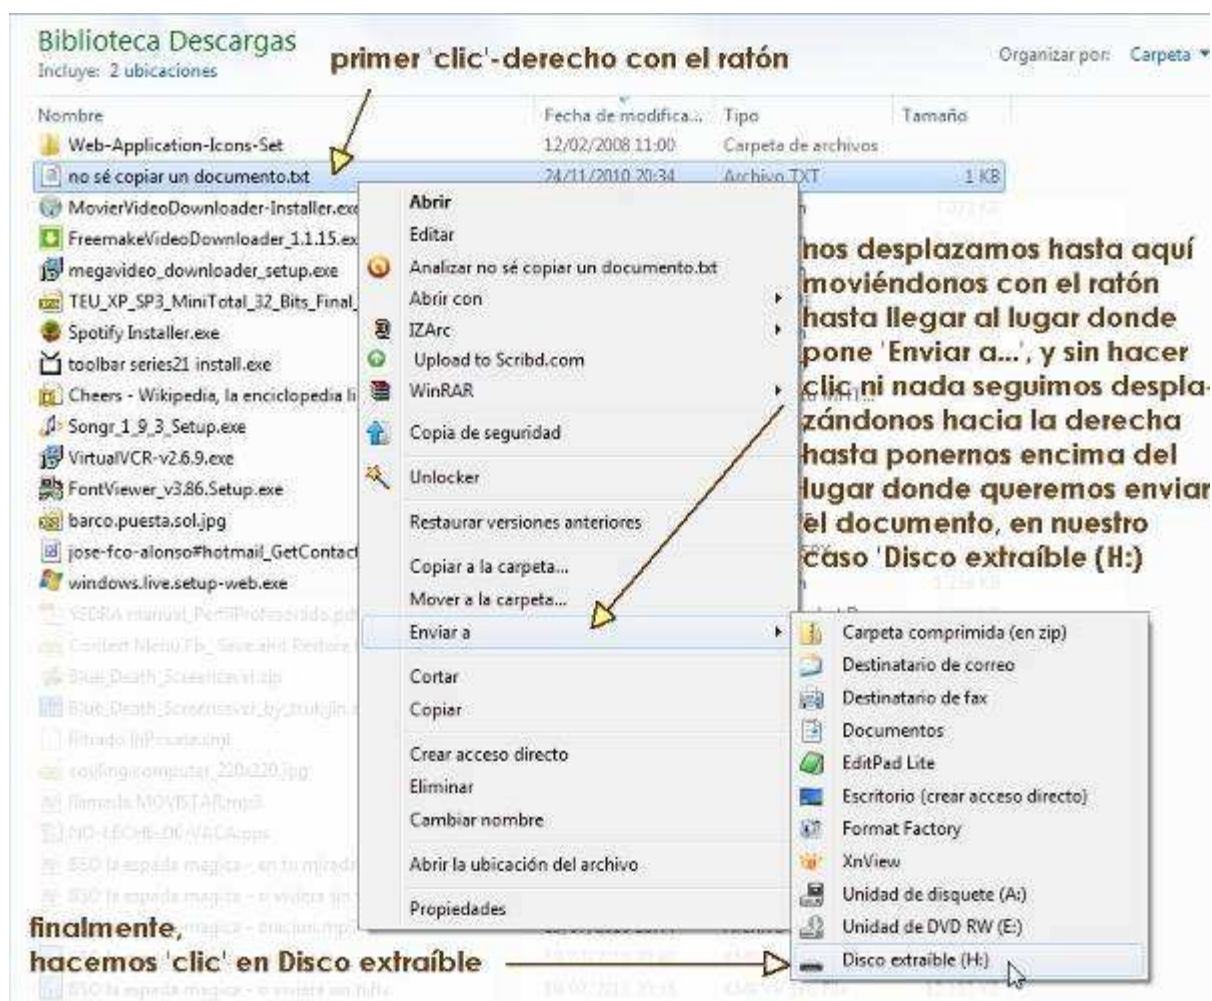 Biblioteca Descargas
Incluye: 2 ubicaciones
primer 'clic'-derecho con el ratón
Organizar por: Carpeta
Nombre
Fecha de modifica...
Tipo
Tamaño
Web-Application-Icons-Set
12/02/2008 11:00
Carpeta de archivos
no sé copiar un documento.txt
24/11/2010 20:34
Archivo TXT
1 KB
MovierVideoDownloader-Installer.exe
FreemakeVideoDownloader_1.1.15.ex
megavideo_downloader_setup.exe
TEU_XP_SP3_MiniTotal_32_Bits_Final_
Spotify Installer.exe
toolbar series21 install.exe
Cheers - Wikipedia, la enciclopedia li
Songr_1_9_3_Setup.exe
VirtualVCR-v2.6.9.exe
FontViewer_v3.86.Setup.exe
barco.puesta.sol.jpg
jose-fco-alonso#hotmail_GetContact
windows.live.setup-web.exe
Abrir
Editar
Analizar no sé copiar un documento.txt
Abrir con
IZArc
Upload to Scribd.com
WinRAR
Copia de seguridad
Unlocker
Restaurar versiones anteriores
Copiar a la carpeta...
Mover a la carpeta...
Enviar a
Cortar
Copiar
Crear acceso directo
Eliminar
Cambiar nombre
Abrir la ubicación del archivo
Propiedades
nos desplazamos hasta aquí
moviéndonos con el ratón
hasta llegar al lugar donde
pone 'Enviar a...', y sin hacer
clic ni nada seguimos despla-
zándonos hacia la derecha
hasta ponernos encima del
lugar donde queremos enviar
el documento, en nuestro
caso 'Disco extraíble (H:)
Carpeta comprimida (en zip)
Destinatario de correo
Destinatario de fax
Documentos
EditPad Lite
Escritorio (crear acceso directo)
Format Factory
XnView
Unidad de disquete (A:)
Unidad de DVD RW (E:)
Disco extraíble (H:)
finalmente,
hacemos 'clic' en Disco extraíble